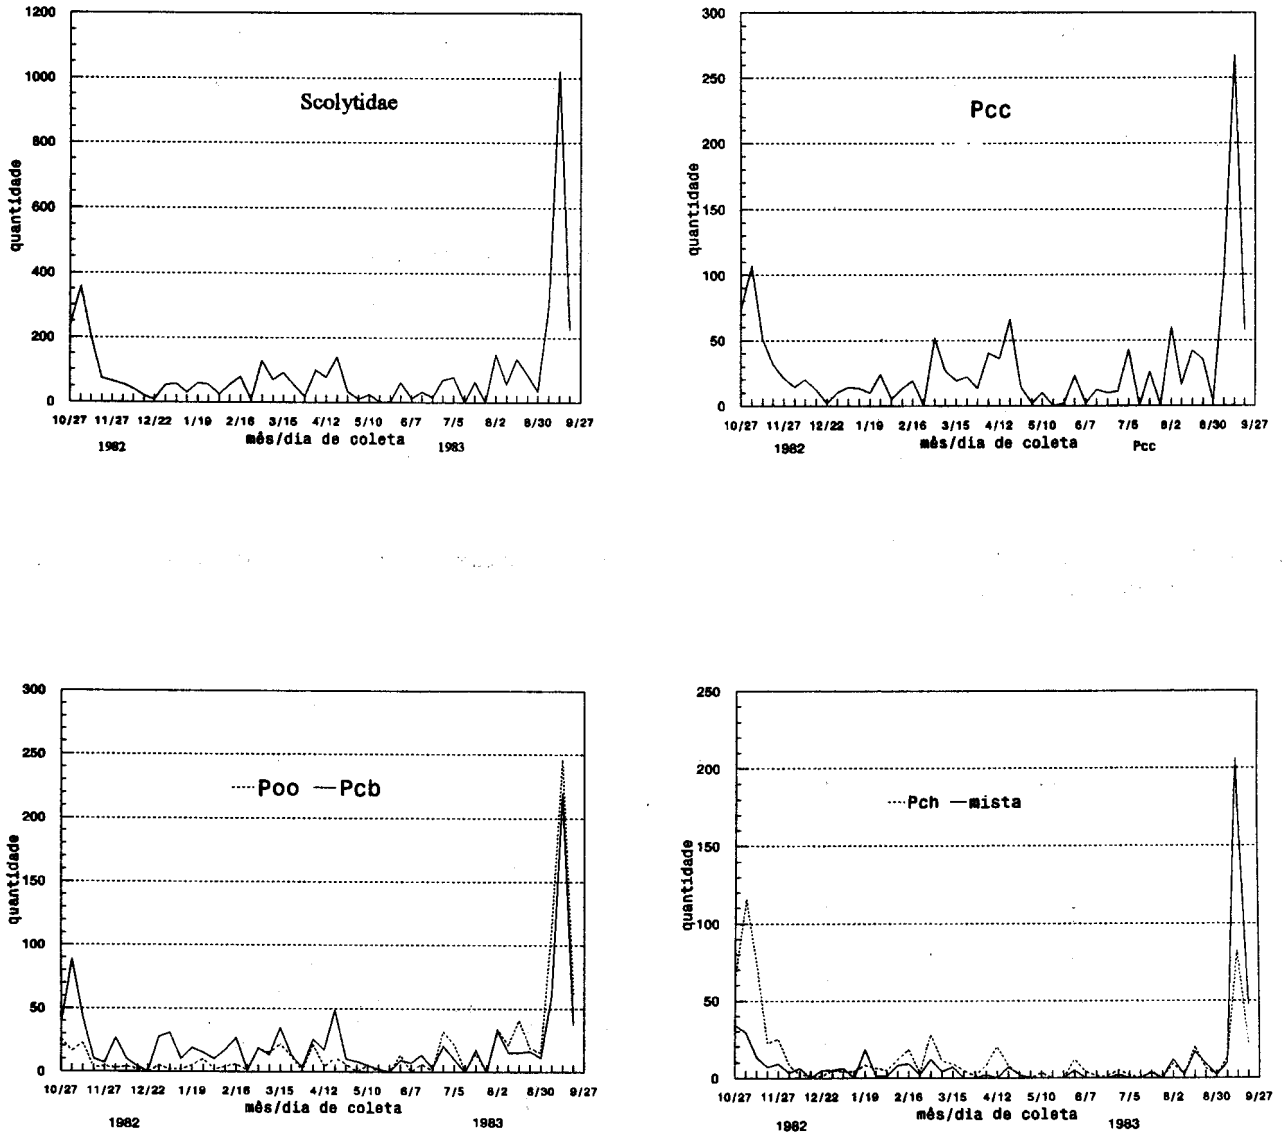 1200
1000
800
600
400
200
0
quantidade
Scolytidae
10/27 11/27 12/22 1/19 2/16 3/15 4/12 5/10 6/7 7/5 8/2 8/30 9/27
mês/dia de coleta
1982 1983
300
250
200
150
100
50
0
quantidade
Pcc
10/27 11/27 12/22 1/19 2/16 3/15 4/12 5/10 6/7 7/5 8/2 8/30 9/27
mês/dia de coleta
1982 Pcc
300
250
200
150
100
50
0
quantidade
Poo Pcb
10/27 11/27 12/22 1/19 2/16 3/15 4/12 5/10 6/7 7/5 8/2 8/30 9/27
mês/dia de coleta
1982 1983
250
200
150
100
50
0
quantidade
Pch mista
10/27 11/27 12/22 1/19 2/16 3/15 4/12 5/10 6/7 7/5 8/2 8/30 9/27
mês/dia de coleta
1982 1983